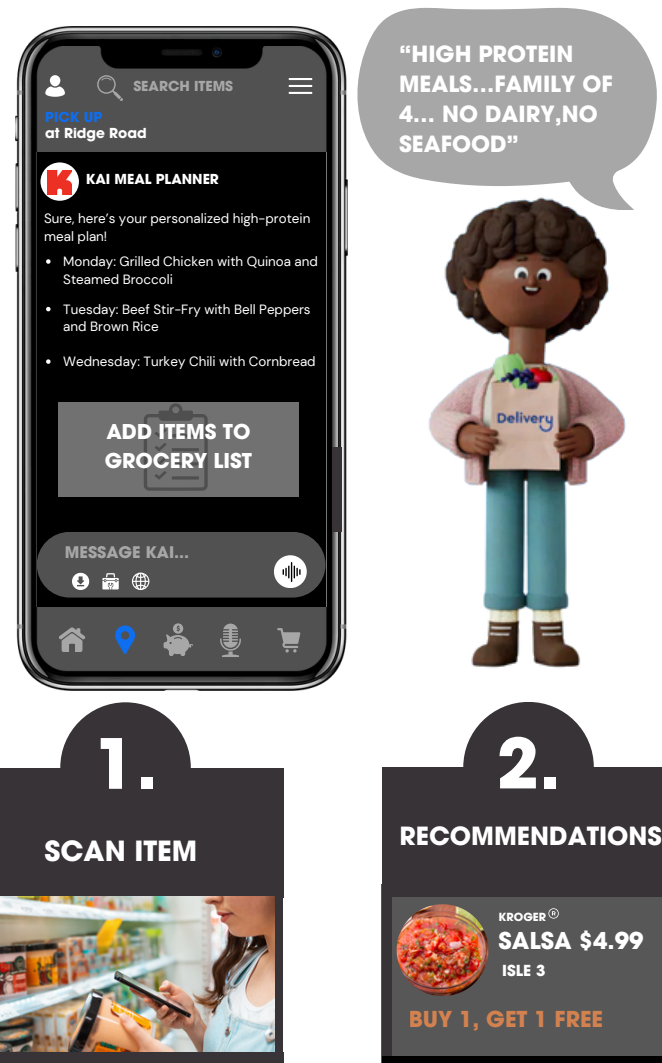 “HIGH PROTEIN
MEALS...FAMILY OF
4... NO DAIRY,NO
SEAFOOD”
SEARCH ITEMS
PICK UP
at Ridge Road
KAI MEAL PLANNER
Sure, here’s your personalized high-protein
meal plan!
• Monday: Grilled Chicken with Quinoa and
Steamed Broccoli
• Tuesday: Beef Stir-Fry with Bell Peppers
and Brown Rice
• Wednesday: Turkey Chili with Cornbread
ADD ITEMS TO
GROCERY LIST
MESSAGE KAI...
Delivery
1.
SCAN ITEM
2.
RECOMMENDATIONS
KROGER®
SALSA $4.99
ISLE 3
BUY 1, GET 1 FREE